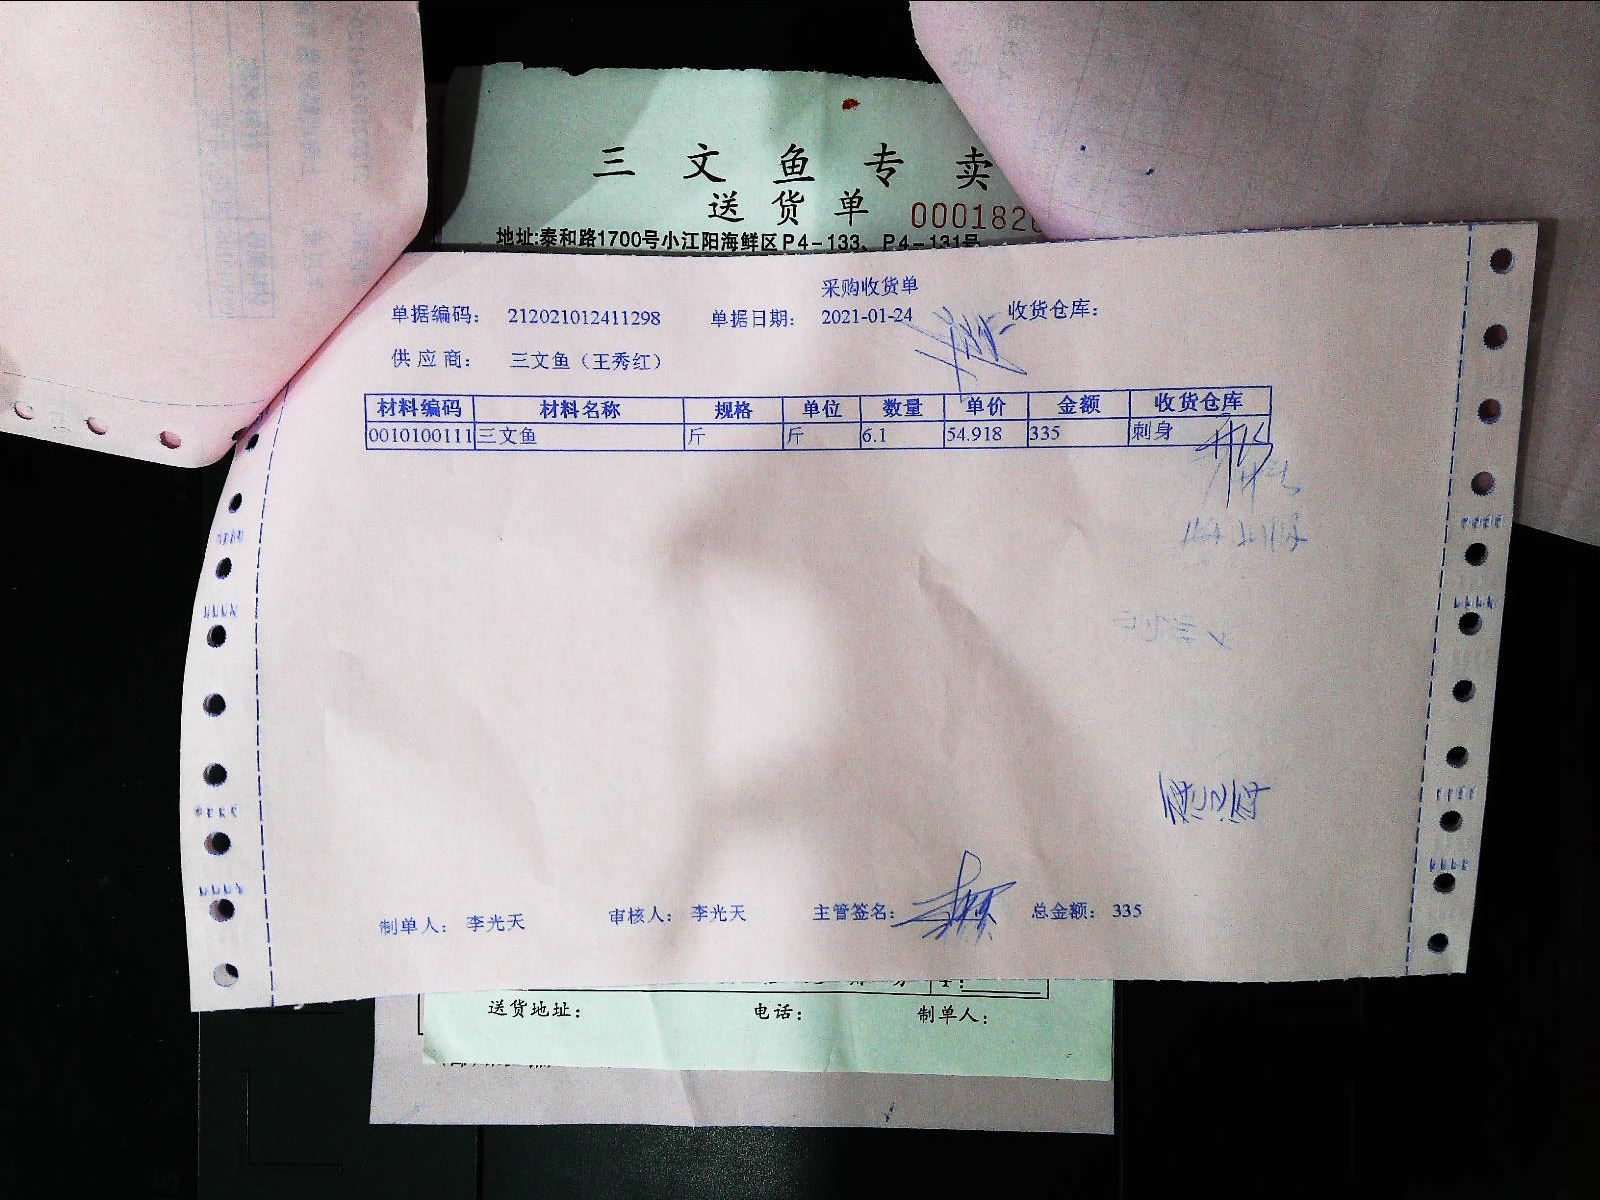 三文鱼专卖
送货单 000182
地址:泰和路1700号小江阳海鲜区P4-133、P4-131号
采购收货单
单据编码: 212021012411298 单据日期: 2021-01-24 收货仓库:
供应商: 三文鱼(王秀红)
材料编码 材料名称 规格 单位 数量 单价 金额 收货仓库
0010100111 三文鱼 斤 斤 6.1 54.918 335 刺身
制单人: 李光天 审核人: 李光天 主管签名: 总金额: 335
送货地址: 电话: 制单人: